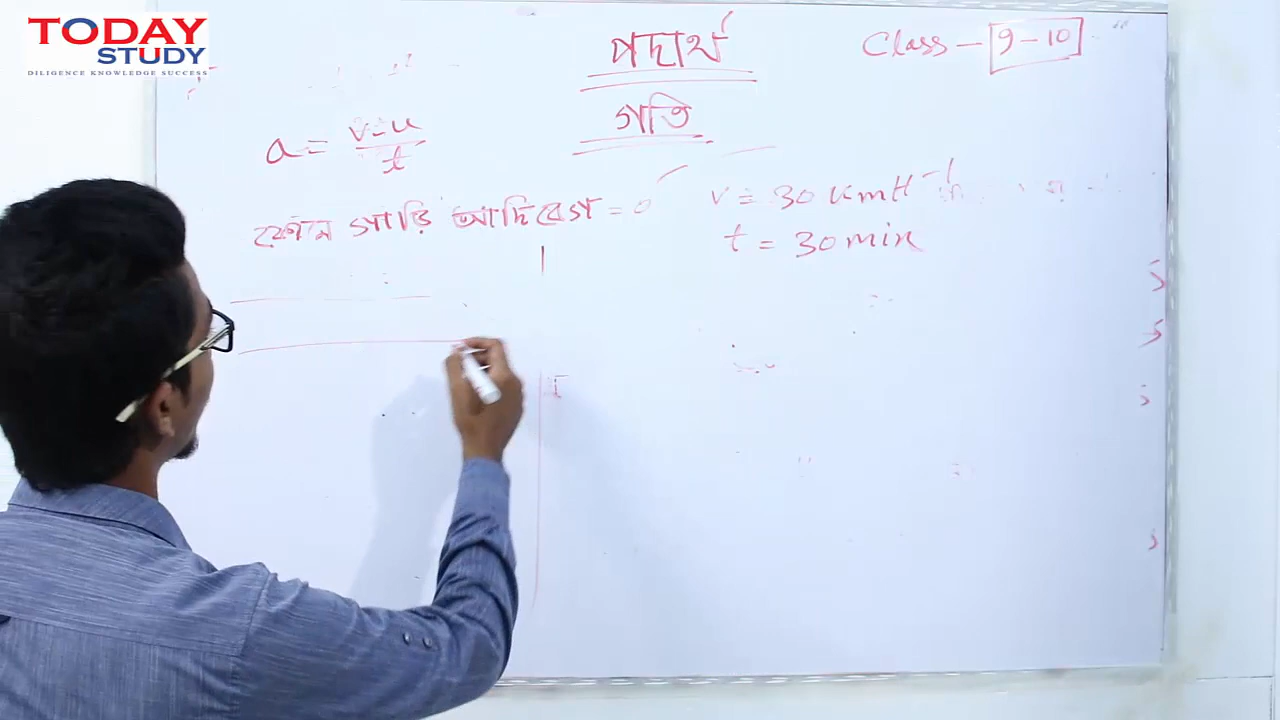 TODAY
STUDY
DILIGENCE KNOWLEDGE SUCCESS
পদার্থ
Class - 9-10
গতি
a = v-u/t
কোনো গাড়ি আদিবেগ = 0
v = 30 kmH⁻¹
t = 30 min